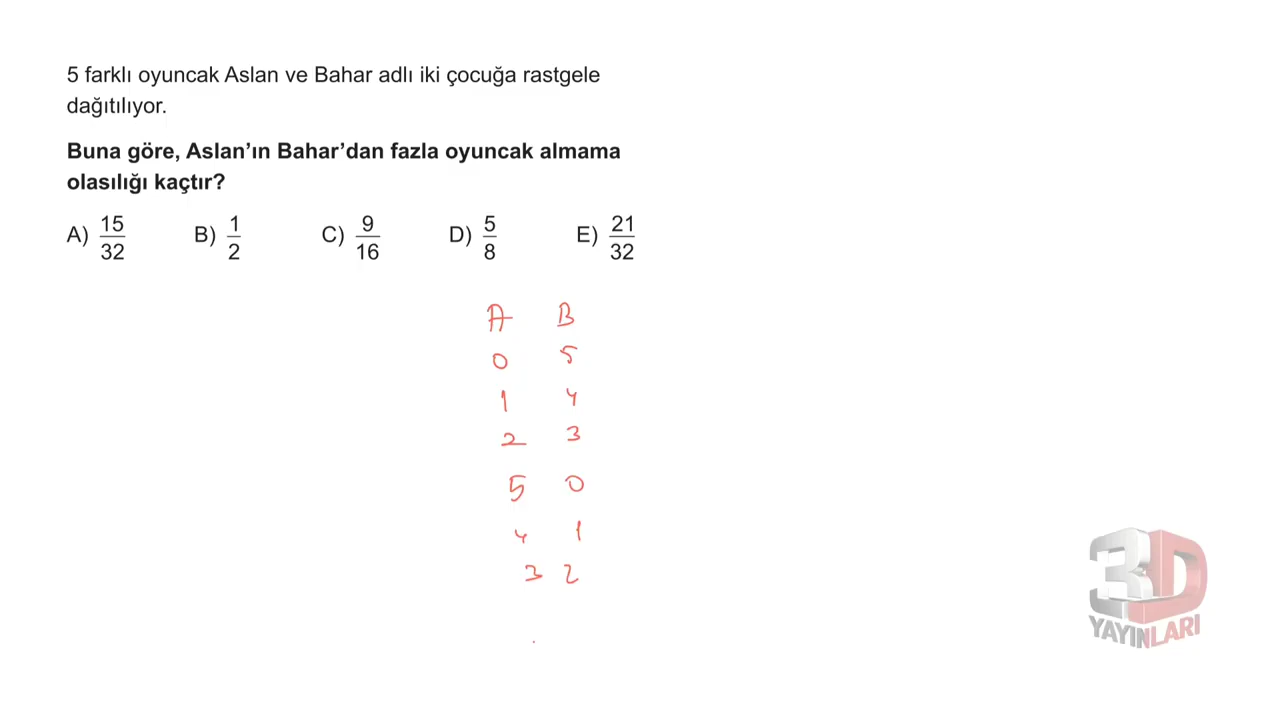 5 farklı oyuncak Aslan ve Bahar adlı iki çocuğa rastgele
dağıtılıyor.
Buna göre, Aslan'ın Bahar'dan fazla oyuncak almama
olasılığı kaçtır?
A) 15/32 B) 1/2 C) 9/16 D) 5/8 E) 21/32
A B
0 5
1 4
2 3
5 0
4 1
3 2
3D
YAYINLARI